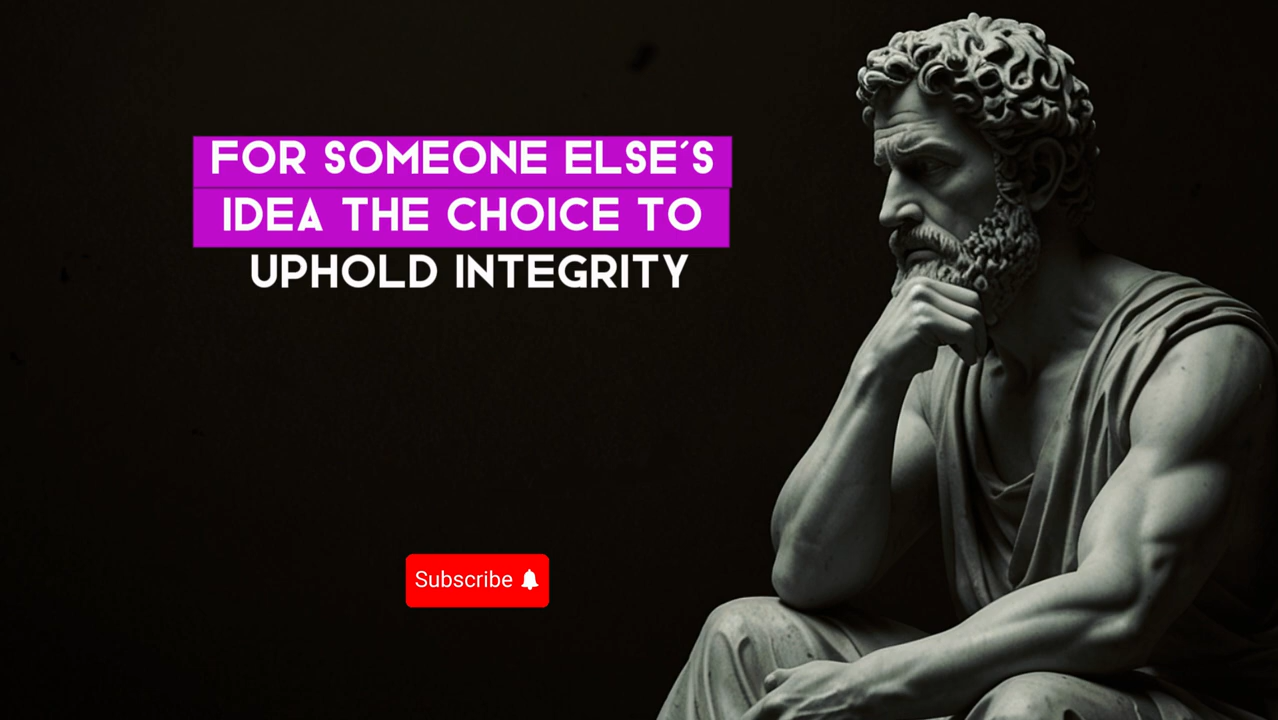 FOR SOMEONE ELSE´S
IDEA THE CHOICE TO
UPHOLD INTEGRITY
Subscribe